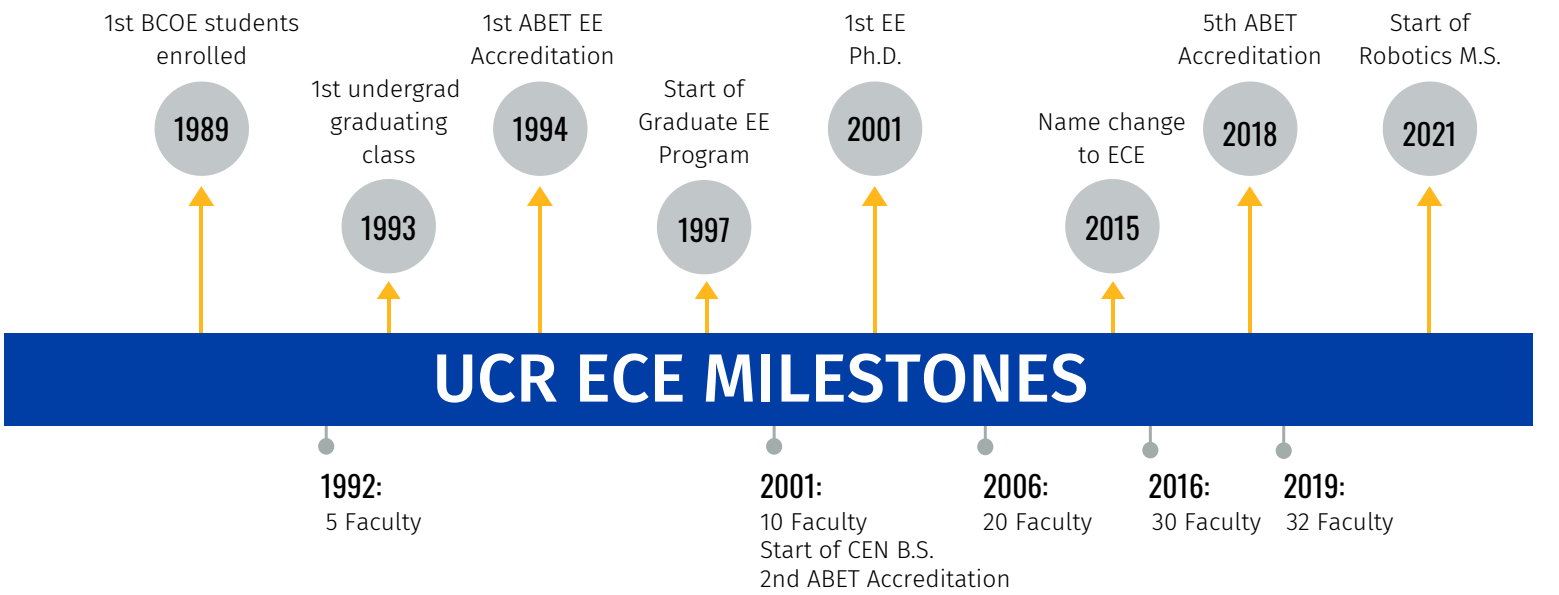 1st BCOE students
enrolled
1989
1st undergrad
graduating
class
1993
1st ABET EE
Accreditation
1994
Start of
Graduate EE
Program
1997
1st EE
Ph.D.
2001
Name change
to ECE
2015
5th ABET
Accreditation
2018
Start of
Robotics M.S.
2021
UCR ECE MILESTONES
1992:
5 Faculty
2001:
10 Faculty
Start of CEN B.S.
2nd ABET Accreditation
2006:
20 Faculty
2016:
30 Faculty
2019:
32 Faculty